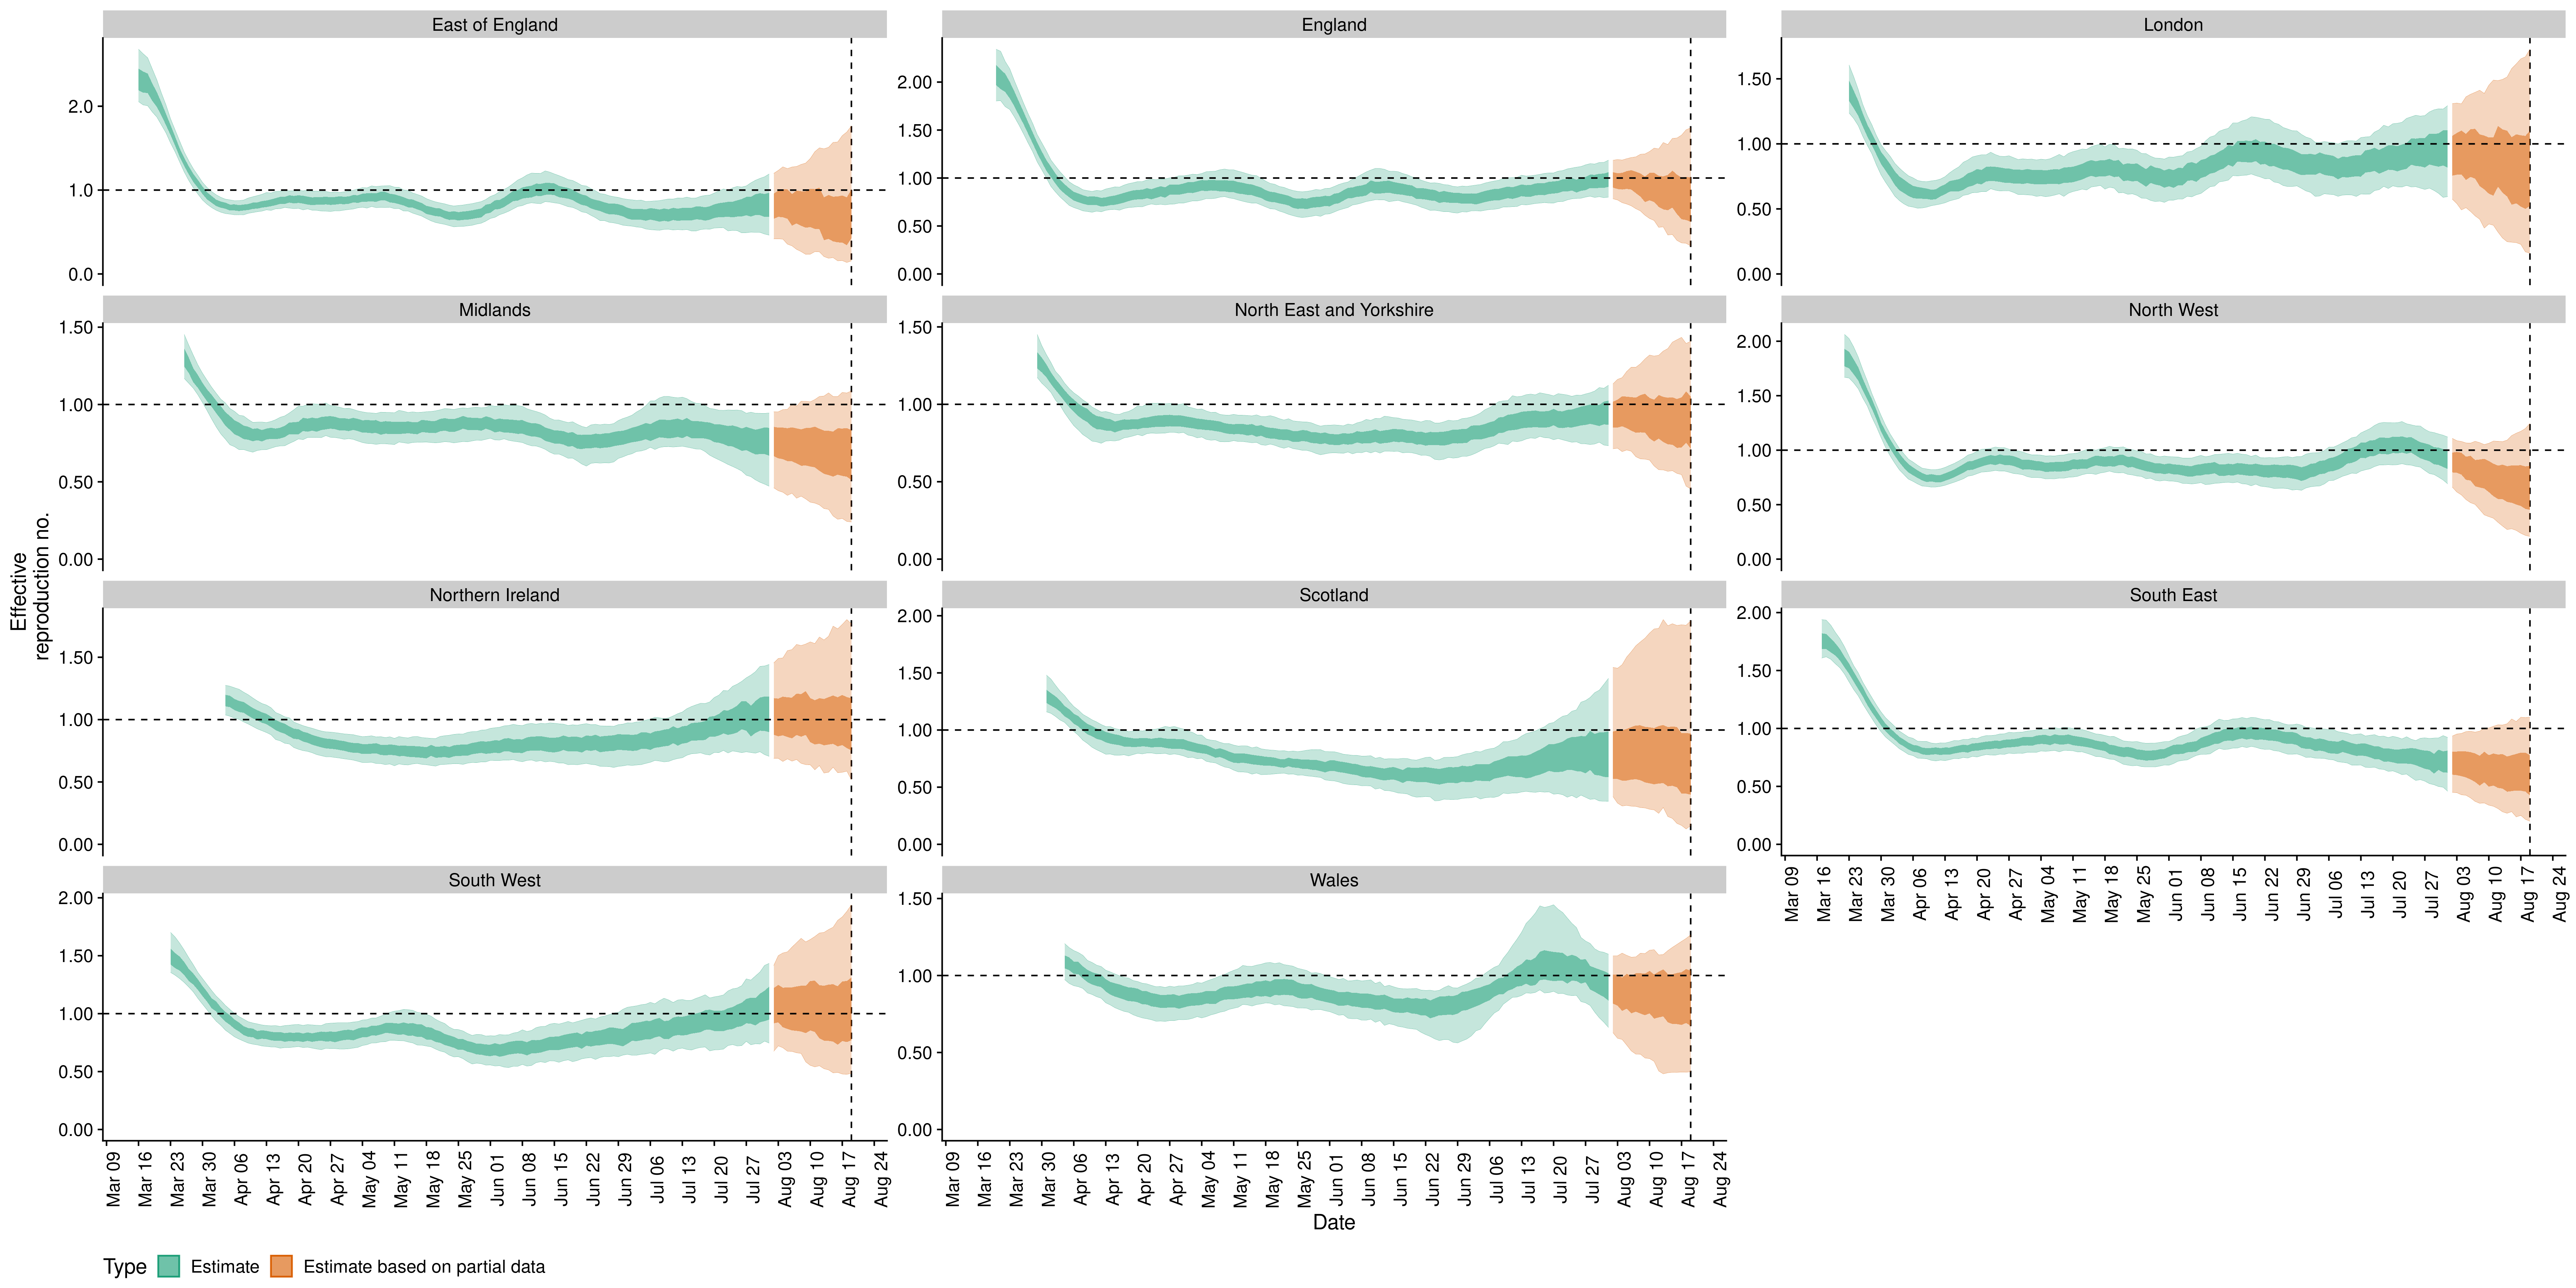 East of England
England
London
2.0
1.0
0.0
2.00
1.50
1.00
0.50
0.00
1.50
1.00
0.50
0.00
Midlands
North East and Yorkshire
North West
1.50
1.00
0.50
0.00
1.50
1.00
0.50
0.00
2.00
1.50
1.00
0.50
0.00
Effective
reproduction no.
Northern Ireland
Scotland
South East
1.50
1.00
0.50
0.00
2.00
1.50
1.00
0.50
0.00
2.00
1.50
1.00
0.50
0.00
Mar 09
Mar 16
Mar 23
Mar 30
Apr 06
Apr 13
Apr 20
Apr 27
May 04
May 11
May 18
May 25
Jun 01
Jun 08
Jun 15
Jun 22
Jun 29
Jul 06
Jul 13
Jul 20
Jul 27
Aug 03
Aug 10
Aug 17
Aug 24
South West
Wales
2.00
1.50
1.00
0.50
0.00
1.50
1.00
0.50
0.00
Mar 09
Mar 16
Mar 23
Mar 30
Apr 06
Apr 13
Apr 20
Apr 27
May 04
May 11
May 18
May 25
Jun 01
Jun 08
Jun 15
Jun 22
Jun 29
Jul 06
Jul 13
Jul 20
Jul 27
Aug 03
Aug 10
Aug 17
Aug 24
Mar 09
Mar 16
Mar 23
Mar 30
Apr 06
Apr 13
Apr 20
Apr 27
May 04
May 11
May 18
May 25
Jun 01
Jun 08
Jun 15
Jun 22
Jun 29
Jul 06
Jul 13
Jul 20
Jul 27
Aug 03
Aug 10
Aug 17
Aug 24
Date
Type Estimate Estimate based on partial data